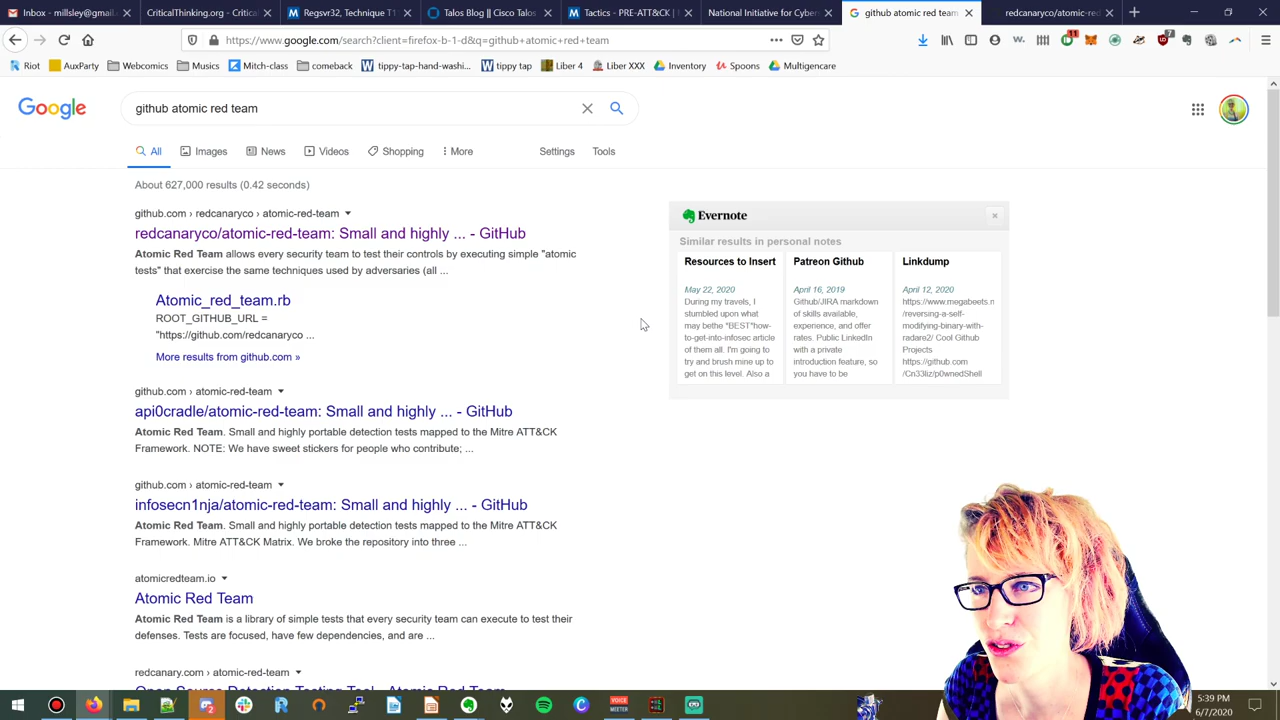 Inbox (34) - milsley@gmail.co
CriticalThinking.org - C
Regsvr32, Technique T1
Talos Blog || Cisco Talos
Tactics - PRE-ATT&CK |
National Initiative for Cybers
github atomic red team
redcanaryco/atomic-red
https://www.google.com/search?client=firefox-b-1-d&q=github+atomic+red+team
Riot
AuxParty
Webcomics
Musics
Mitch-class
comeback
tippy-tap-hand-washi...
tippy tap
Liber 4
Liber XXX
Inventory
Spoons
Multigencare
Google
github atomic red team
All
Images
News
Videos
Shopping
More
Settings
Tools
About 627,000 results (0.42 seconds)
github.com › redcanaryco › atomic-red-team
redcanaryco/atomic-red-team: Small and highly ... - GitHub
Atomic Red Team allows every security team to test their controls by executing simple "atomic
tests" that exercise the same techniques used by adversaries (all ...
Atomic_red_team.rb
ROOT_GITHUB_URL =
"https://github.com/redcanaryco ...
More results from github.com »
github.com › atomic-red-team
api0cradle/atomic-red-team: Small and highly ... - GitHub
Atomic Red Team. Small and highly portable detection tests mapped to the Mitre ATT&CK
Framework. NOTE: We have sweet stickers for people who contribute; ...
github.com › atomic-red-team
infosecn1nja/atomic-red-team: Small and highly ... - GitHub
Atomic Red Team. Small and highly portable detection tests mapped to the Mitre ATT&CK
Framework. Mitre ATT&CK Matrix. We broke the repository into three ...
atomicredteam.io
Atomic Red Team
Atomic Red Team is a library of simple tests that every security team can execute to test their
defenses. Tests are focused, have few dependencies, and are ...
redcanary.com › atomic-red-team
Open Source Detection Testing Tool - Atomic Red Team
Evernote
Similar results in personal notes
Resources to Insert
May 22, 2020
During my travels, I
stumbled upon what
may bethe "BEST"how-
to-get-into-infosec article
of them all. I'm going to
try and brush mine up to
get on this level. Also a
Patreon Github
April 16, 2019
Github/JIRA markdown
of skills available,
experience, and offer
rates. Public LinkedIn
with a private
introduction feature, so
you have to be
Linkdump
April 12, 2020
https://www.megabeets.n
/reversing-a-self-
modifying-binary-with-
radare2/ Cool Github
Projects
https://github.com
/Cn33liz/p0wnedShell
VOICE
MEETER
5:39 PM
6/7/2020